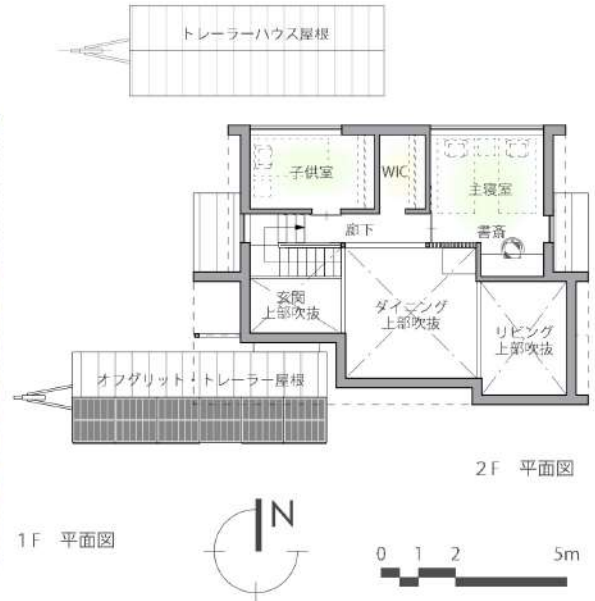 トレーラーハウス屋根
子供室
WIC
主寝室
廊下
書斎
玄関
上部吹抜
ダイニング
上部吹抜
リビング
上部吹抜
オフグリット・トレーラー屋根
2F 平面図
1F 平面図
N
0 1 2 5m